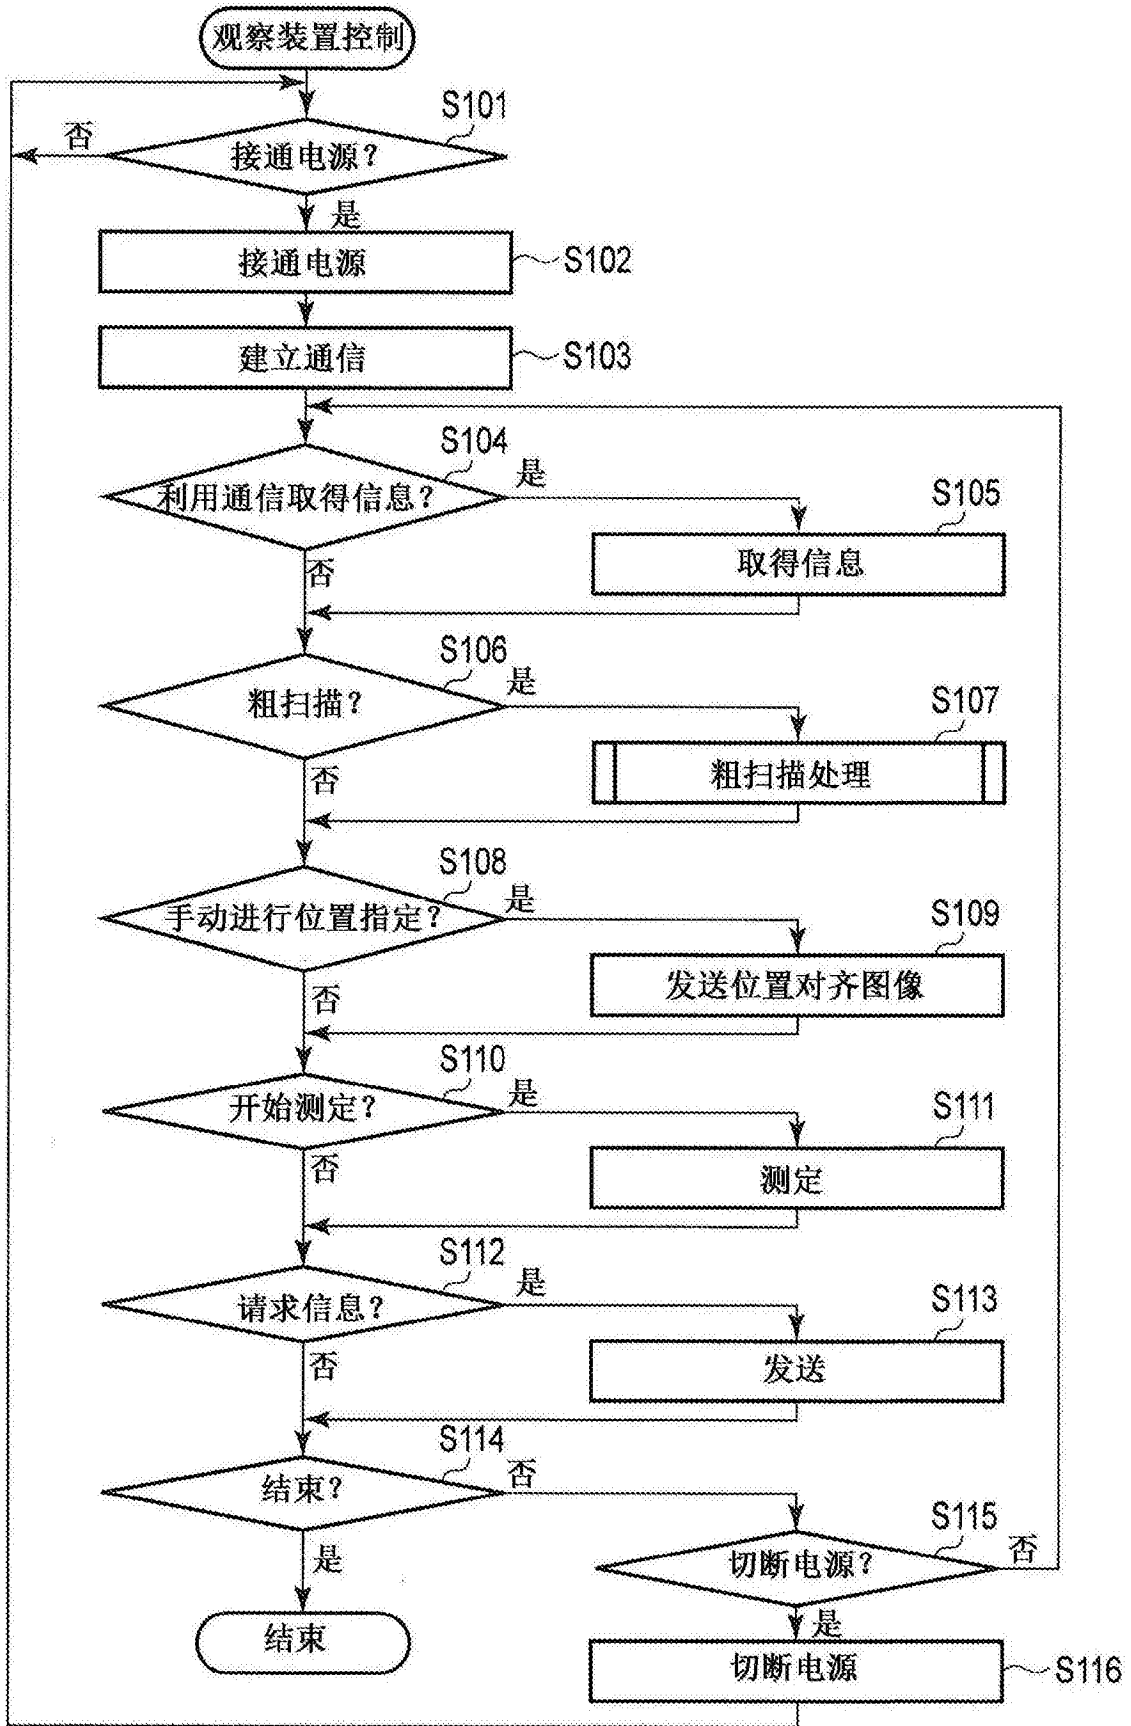 观察装置控制
S101
否
接通电源？
是
接通电源
S102
建立通信
S103
S104
利用通信取得信息？
是
S105
取得信息
否
S106
粗扫描？
是
S107
粗扫描处理
否
S108
手动进行位置指定？
是
S109
发送位置对齐图像
否
S110
开始测定？
是
S111
测定
否
S112
请求信息？
是
S113
发送
否
S114
结束？
否
S115
切断电源？
否
是
结束
是
切断电源
S116